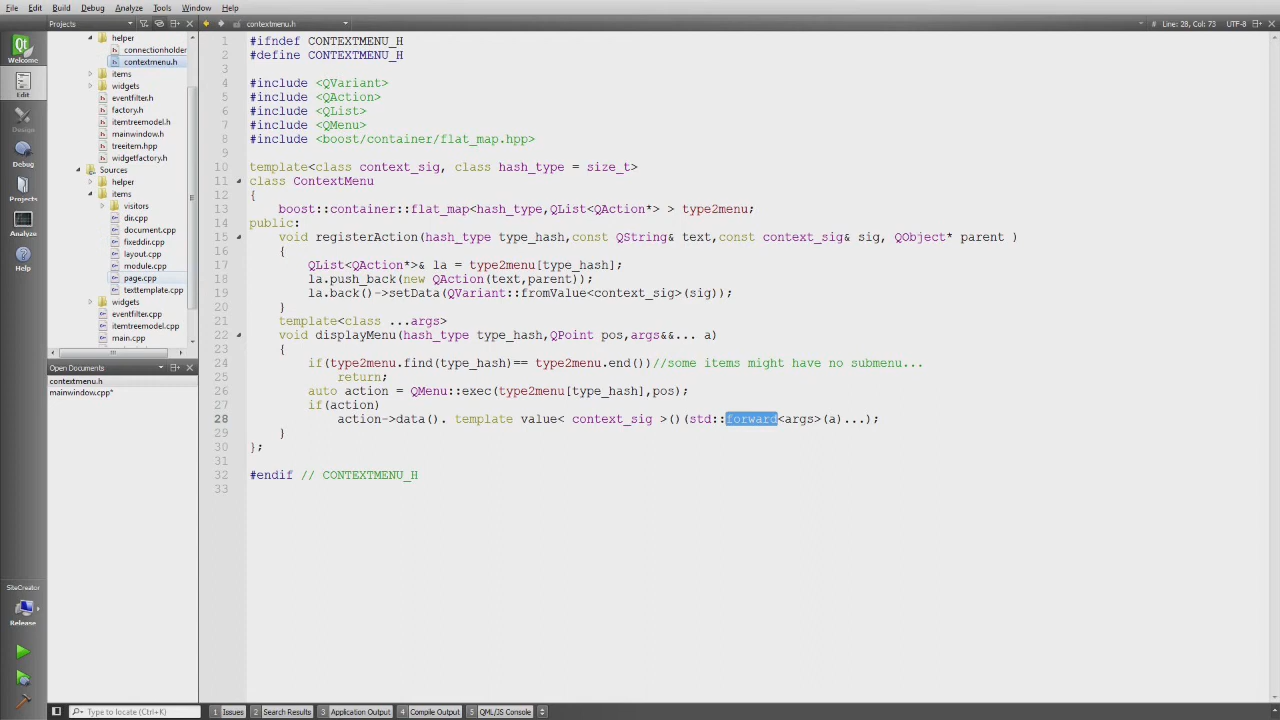 File Edit Build Debug Analyze Tools Window Help
Projects
contextmenu.h
# Line: 28, Col: 73 UTF-8
Welcome
Edit
Design
Debug
Projects
Analyze
Help
SiteCreator
Release
helper
connectionholder
contextmenu.h
items
widgets
eventfilter.h
factory.h
itemtreemodel.h
mainwindow.h
treeitem.hpp
widgetfactory.h
Sources
helper
items
visitors
dir.cpp
document.cpp
fixeddir.cpp
layout.cpp
module.cpp
page.cpp
texttemplate.cpp
widgets
eventfilter.cpp
itemtreemodel.cpp
main.cpp
Open Documents
contextmenu.h
mainwindow.cpp*
1 #ifndef CONTEXTMENU_H
2 #define CONTEXTMENU_H
3
4 #include <QVariant>
5 #include <QAction>
6 #include <QList>
7 #include <QMenu>
8 #include <boost/container/flat_map.hpp>
9
10 template<class context_sig, class hash_type = size_t>
11 class ContextMenu
12 {
13 boost::container::flat_map<hash_type,QList<QAction*> > type2menu;
14 public:
15 void registerAction(hash_type type_hash,const QString& text,const context_sig& sig, QObject* parent )
16 {
17 QList<QAction*>& la = type2menu[type_hash];
18 la.push_back(new QAction(text,parent));
19 la.back()->setData(QVariant::fromValue<context_sig>(sig));
20 }
21 template<class ...args>
22 void displayMenu(hash_type type_hash,QPoint pos,args&&... a)
23 {
24 if(type2menu.find(type_hash)== type2menu.end())//some items might have no submenu...
25 return;
26 auto action = QMenu::exec(type2menu[type_hash],pos);
27 if(action)
28 action->data(). template value< context_sig >()(std::forward<args>(a)...);
29 }
30 };
31
32 #endif // CONTEXTMENU_H
33
Type to locate (Ctrl+K) 1 Issues 2 Search Results 3 Application Output 4 Compile Output 5 QML/JS Console